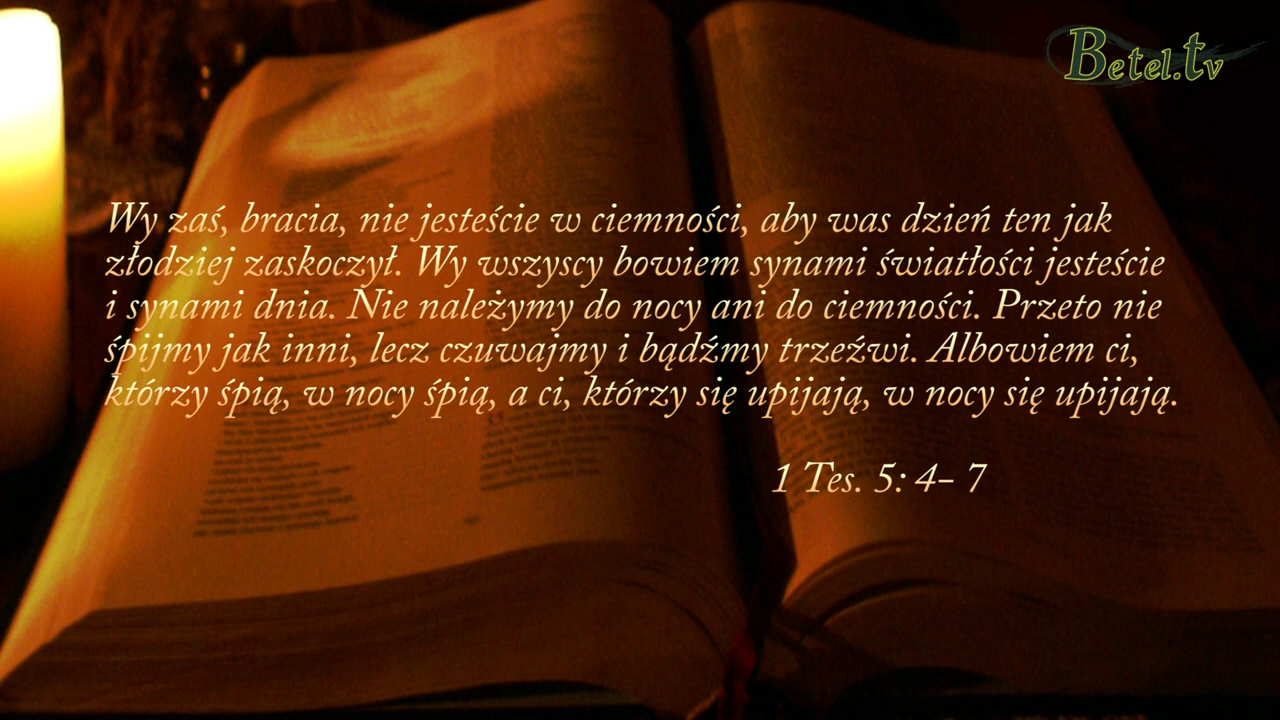 Betel.tv
Wy zaś, bracia, nie jesteście w ciemności, aby was dzień ten jak
złodziej zaskoczył. Wy wszyscy bowiem synami światłości jesteście
i synami dnia. Nie należymy do nocy ani do ciemności. Przeto nie
śpijmy jak inni, lecz czuwajmy i bądźmy trzeźwi. Albowiem ci,
którzy śpią, w nocy śpią, a ci, którzy się upijają, w nocy się upijają.
1 Tes. 5: 4– 7